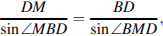 DM/sin∠MBD = BD/sin∠BMD,